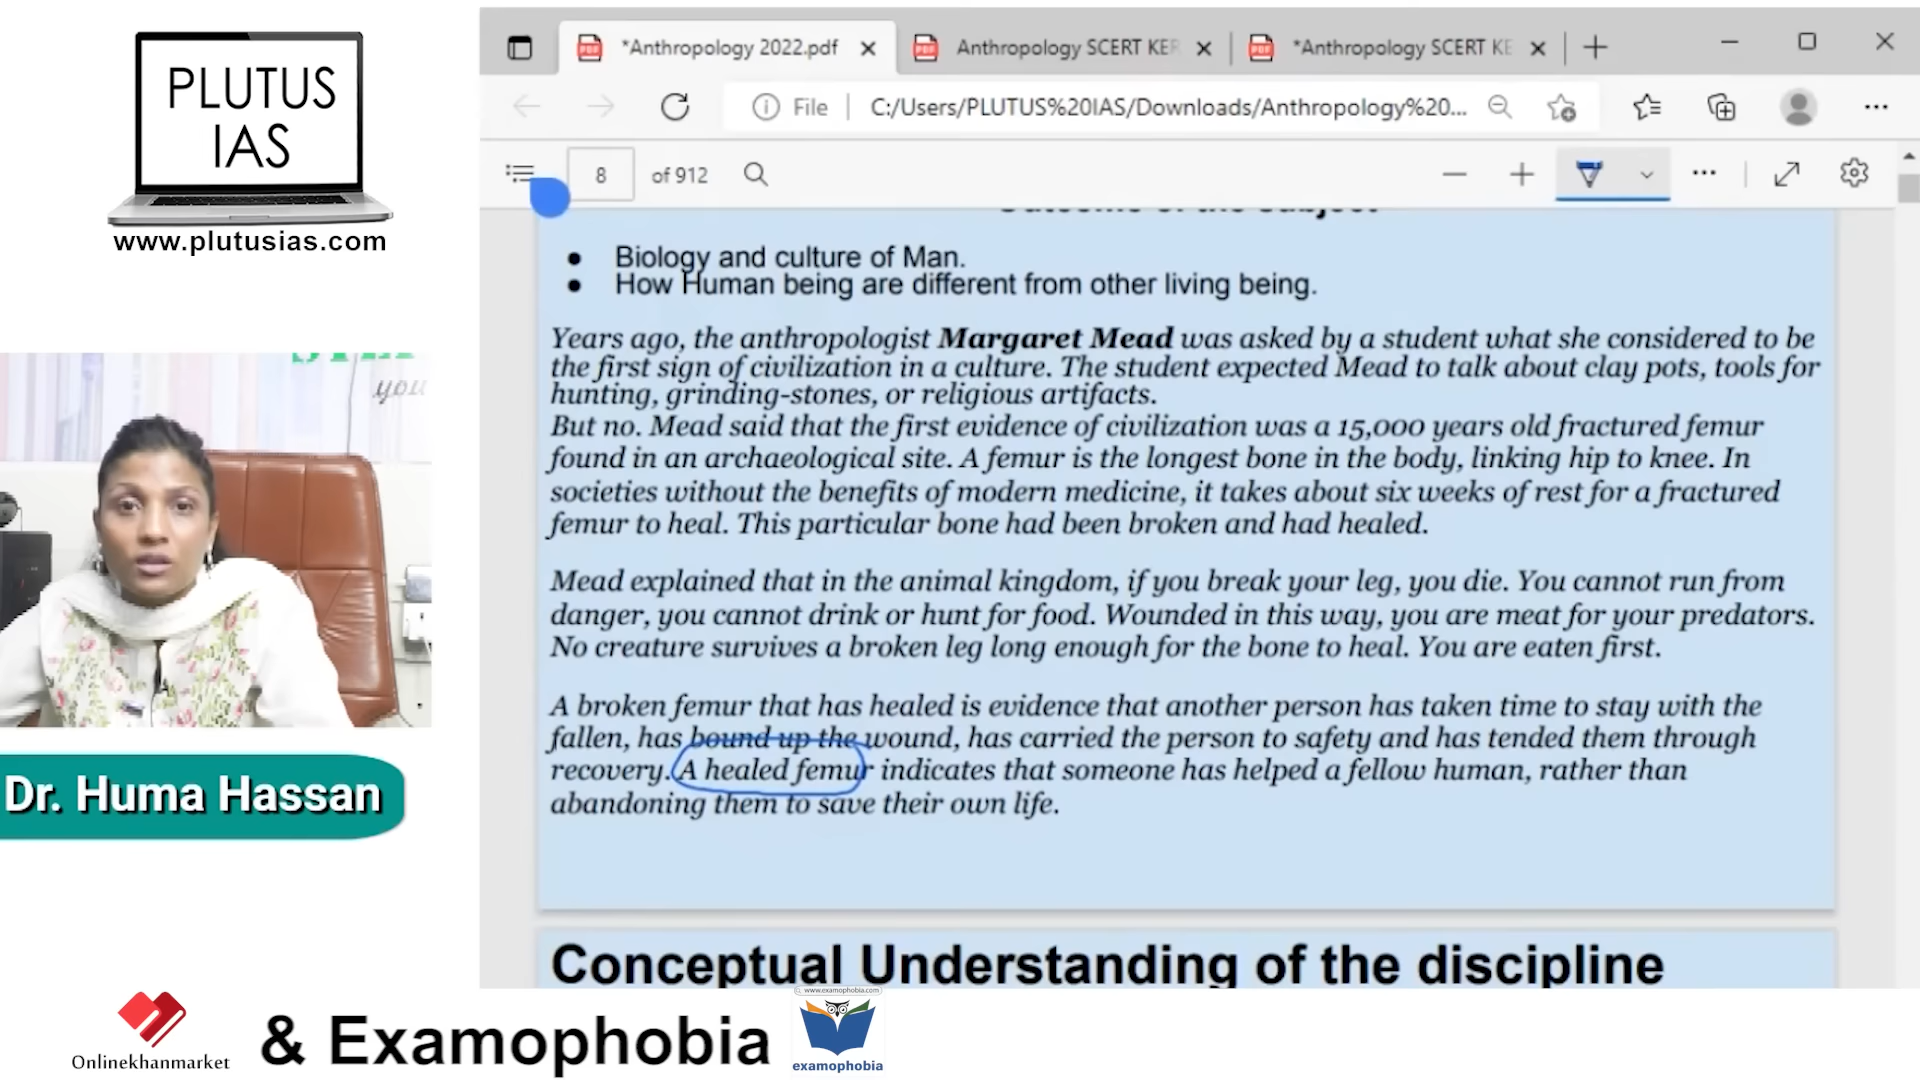 PLUTUS
IAS
www.plutusias.com
you
Dr. Huma Hassan
*Anthropology 2022.pdf
Anthropology SCERT KER
*Anthropology SCERT KE
File
C:/Users/PLUTUS%20IAS/Downloads/Anthropology%20...
8 of 912
Outcome of the subject
● Biology and culture of Man.
● How Human being are different from other living being.
Years ago, the anthropologist Margaret Mead was asked by a student what she considered to be
the first sign of civilization in a culture. The student expected Mead to talk about clay pots, tools for
hunting, grinding-stones, or religious artifacts.
But no. Mead said that the first evidence of civilization was a 15,000 years old fractured femur
found in an archaeological site. A femur is the longest bone in the body, linking hip to knee. In
societies without the benefits of modern medicine, it takes about six weeks of rest for a fractured
femur to heal. This particular bone had been broken and had healed.
Mead explained that in the animal kingdom, if you break your leg, you die. You cannot run from
danger, you cannot drink or hunt for food. Wounded in this way, you are meat for your predators.
No creature survives a broken leg long enough for the bone to heal. You are eaten first.
A broken femur that has healed is evidence that another person has taken time to stay with the
fallen, has bound up the wound, has carried the person to safety and has tended them through
recovery. A healed femur indicates that someone has helped a fellow human, rather than
abandoning them to save their own life.
Conceptual Understanding of the discipline
Onlinekhanmarket
& Examophobia
www.examophobia.com
examophobia